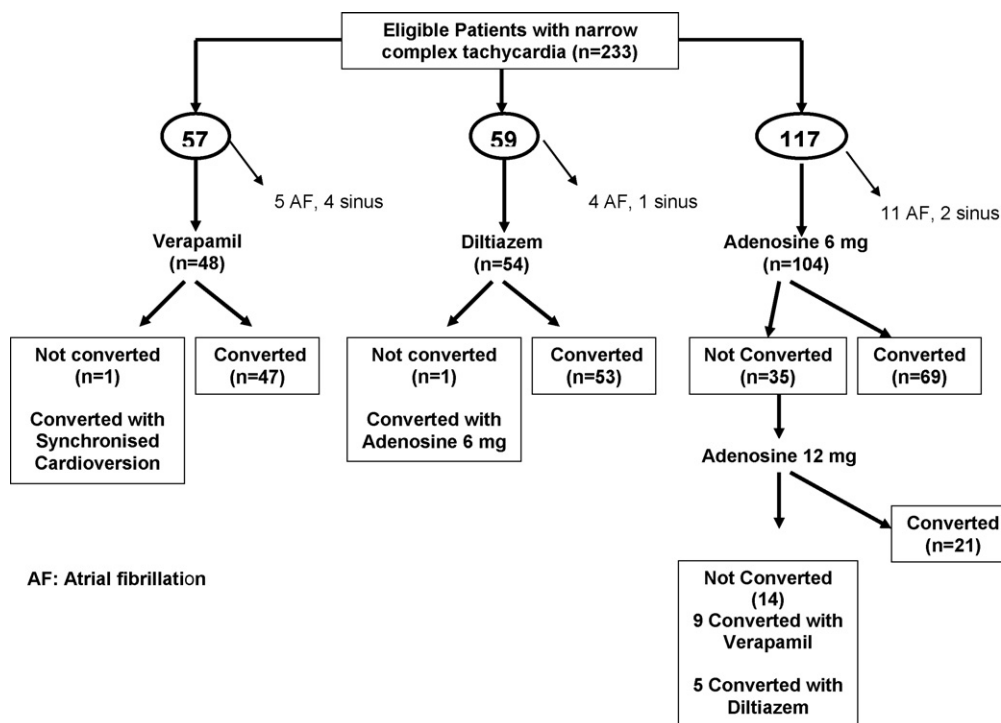 Eligible Patients with narrow
complex tachycardia (n=233)
57
59
117
5 AF, 4 sinus
4 AF, 1 sinus
11 AF, 2 sinus
Verapamil
(n=48)
Diltiazem
(n=54)
Adenosine 6 mg
(n=104)
Not converted
(n=1)
Converted with
Synchronised
Cardioversion
Converted
(n=47)
Not converted
(n=1)
Converted with
Adenosine 6 mg
Converted
(n=53)
Not Converted
(n=35)
Converted
(n=69)
Adenosine 12 mg
Converted
(n=21)
Not Converted
(14)
9 Converted with
Verapamil
5 Converted with
Diltiazem
AF: Atrial fibrillation